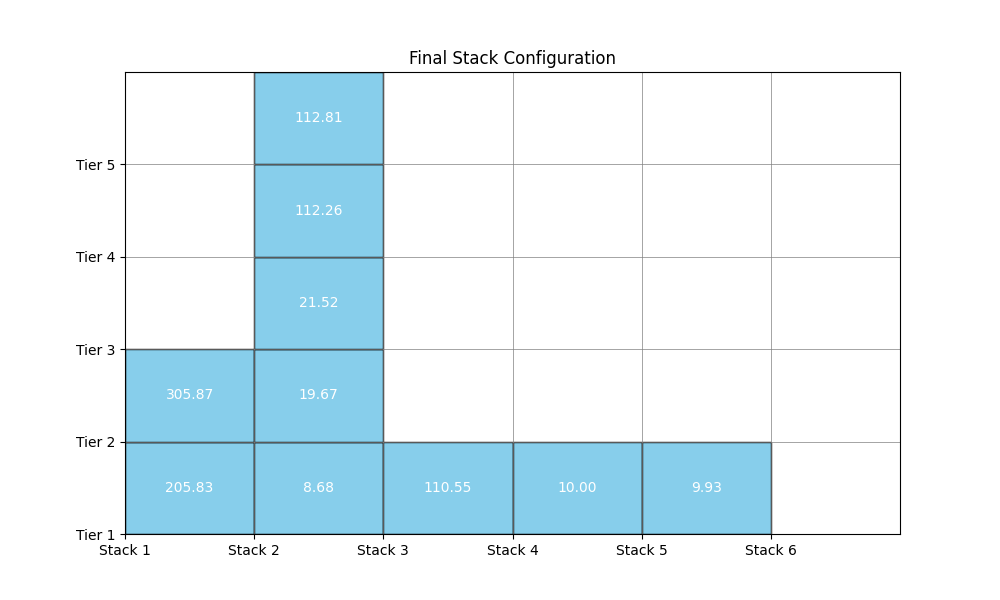 Final Stack Configuration
112.81
Tier 5
112.26
Tier 4
21.52
Tier 3
305.87 19.67
Tier 2
205.83 8.68 110.55 10.00 9.93
Tier 1
Stack 1 Stack 2 Stack 3 Stack 4 Stack 5 Stack 6